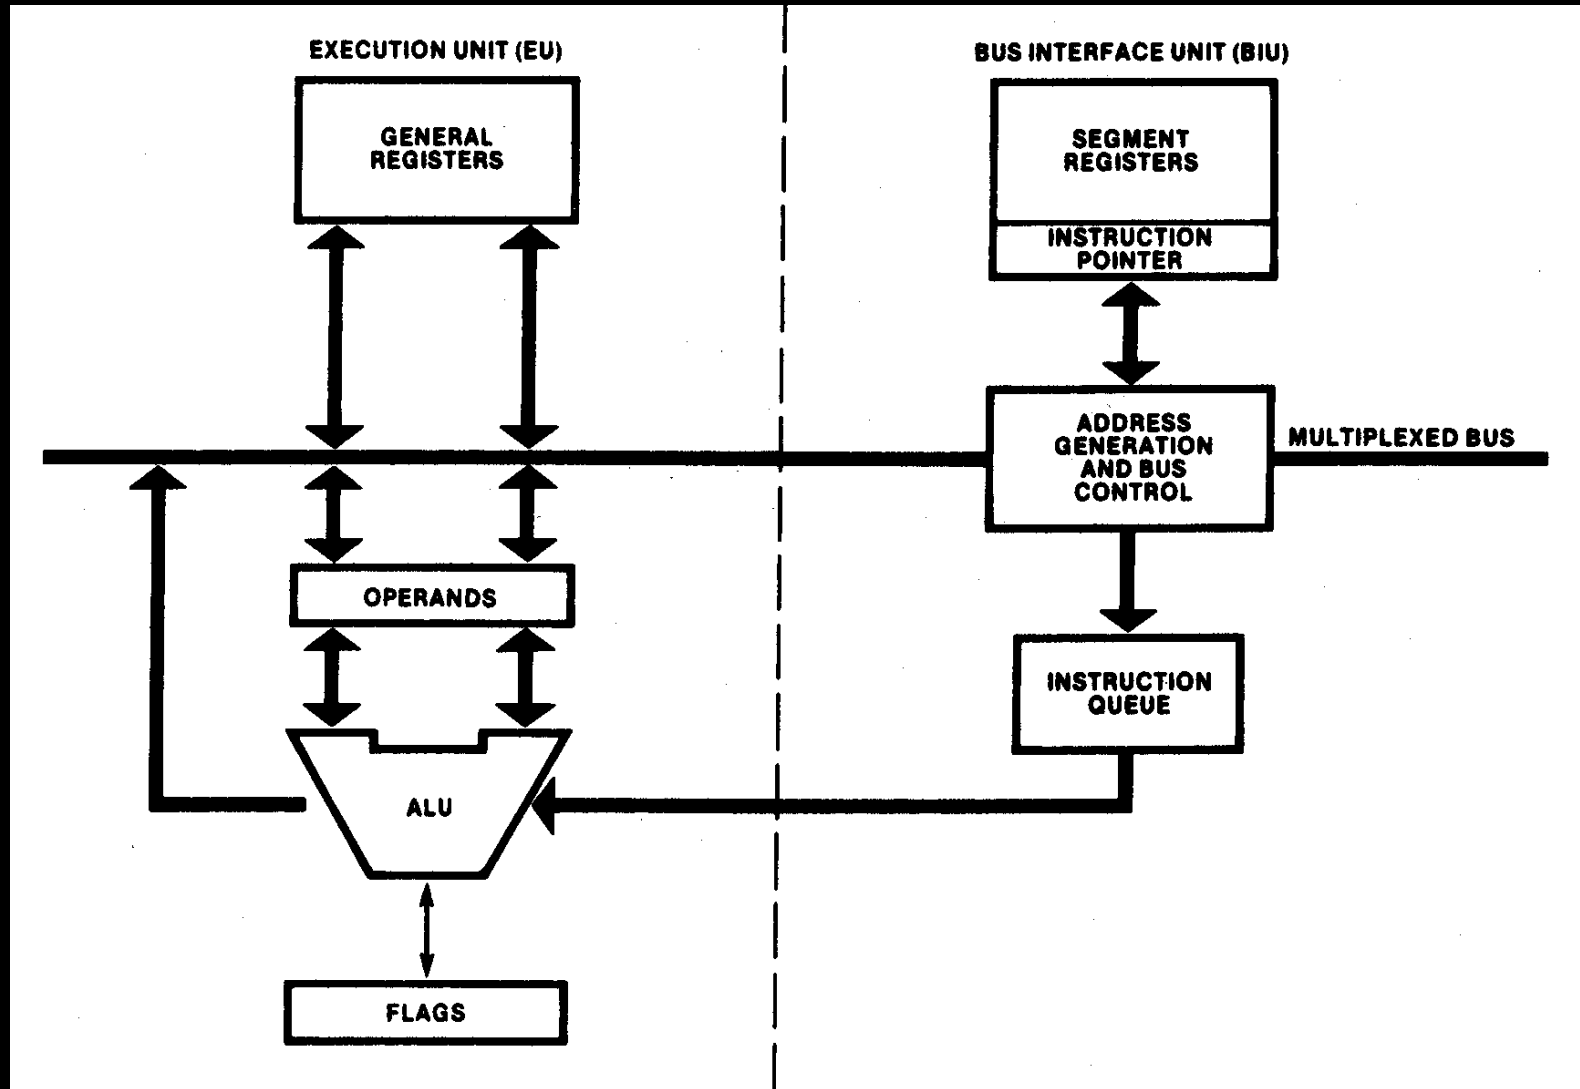 EXECUTION UNIT (EU)
GENERAL
REGISTERS
OPERANDS
ALU
FLAGS
BUS INTERFACE UNIT (BIU)
SEGMENT
REGISTERS
INSTRUCTION
POINTER
ADDRESS
GENERATION
AND BUS
CONTROL
MULTIPLEXED BUS
INSTRUCTION
QUEUE